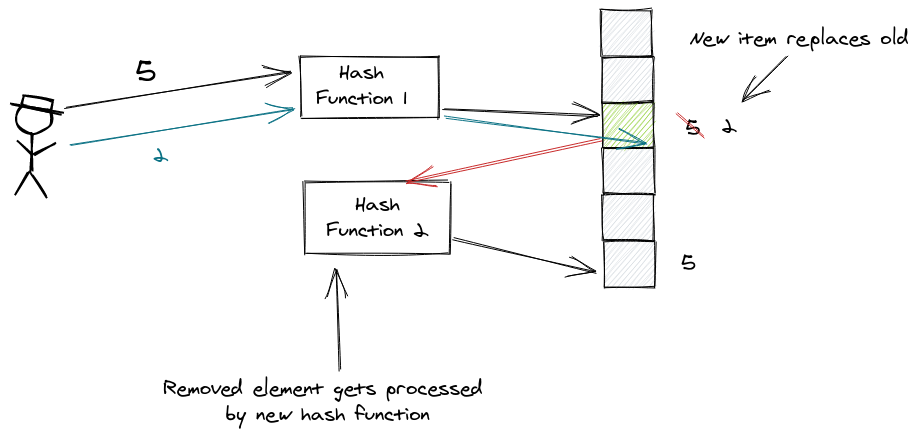 New item replaces old
5
Hash
Function 1
2
5 2
Hash
Function 2
5
Removed element gets processed
by new hash function